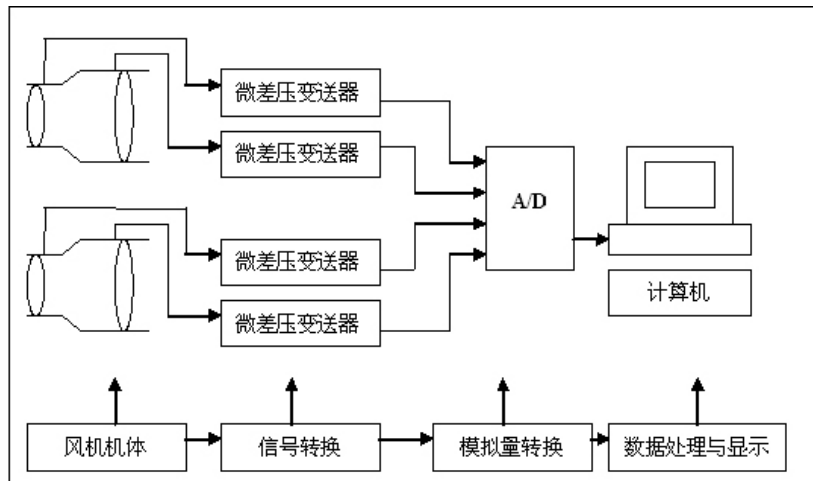 微差压变送器
微差压变送器
A/D
微差压变送器
微差压变送器
计算机
风机机体
信号转换
模拟量转换
数据处理与显示